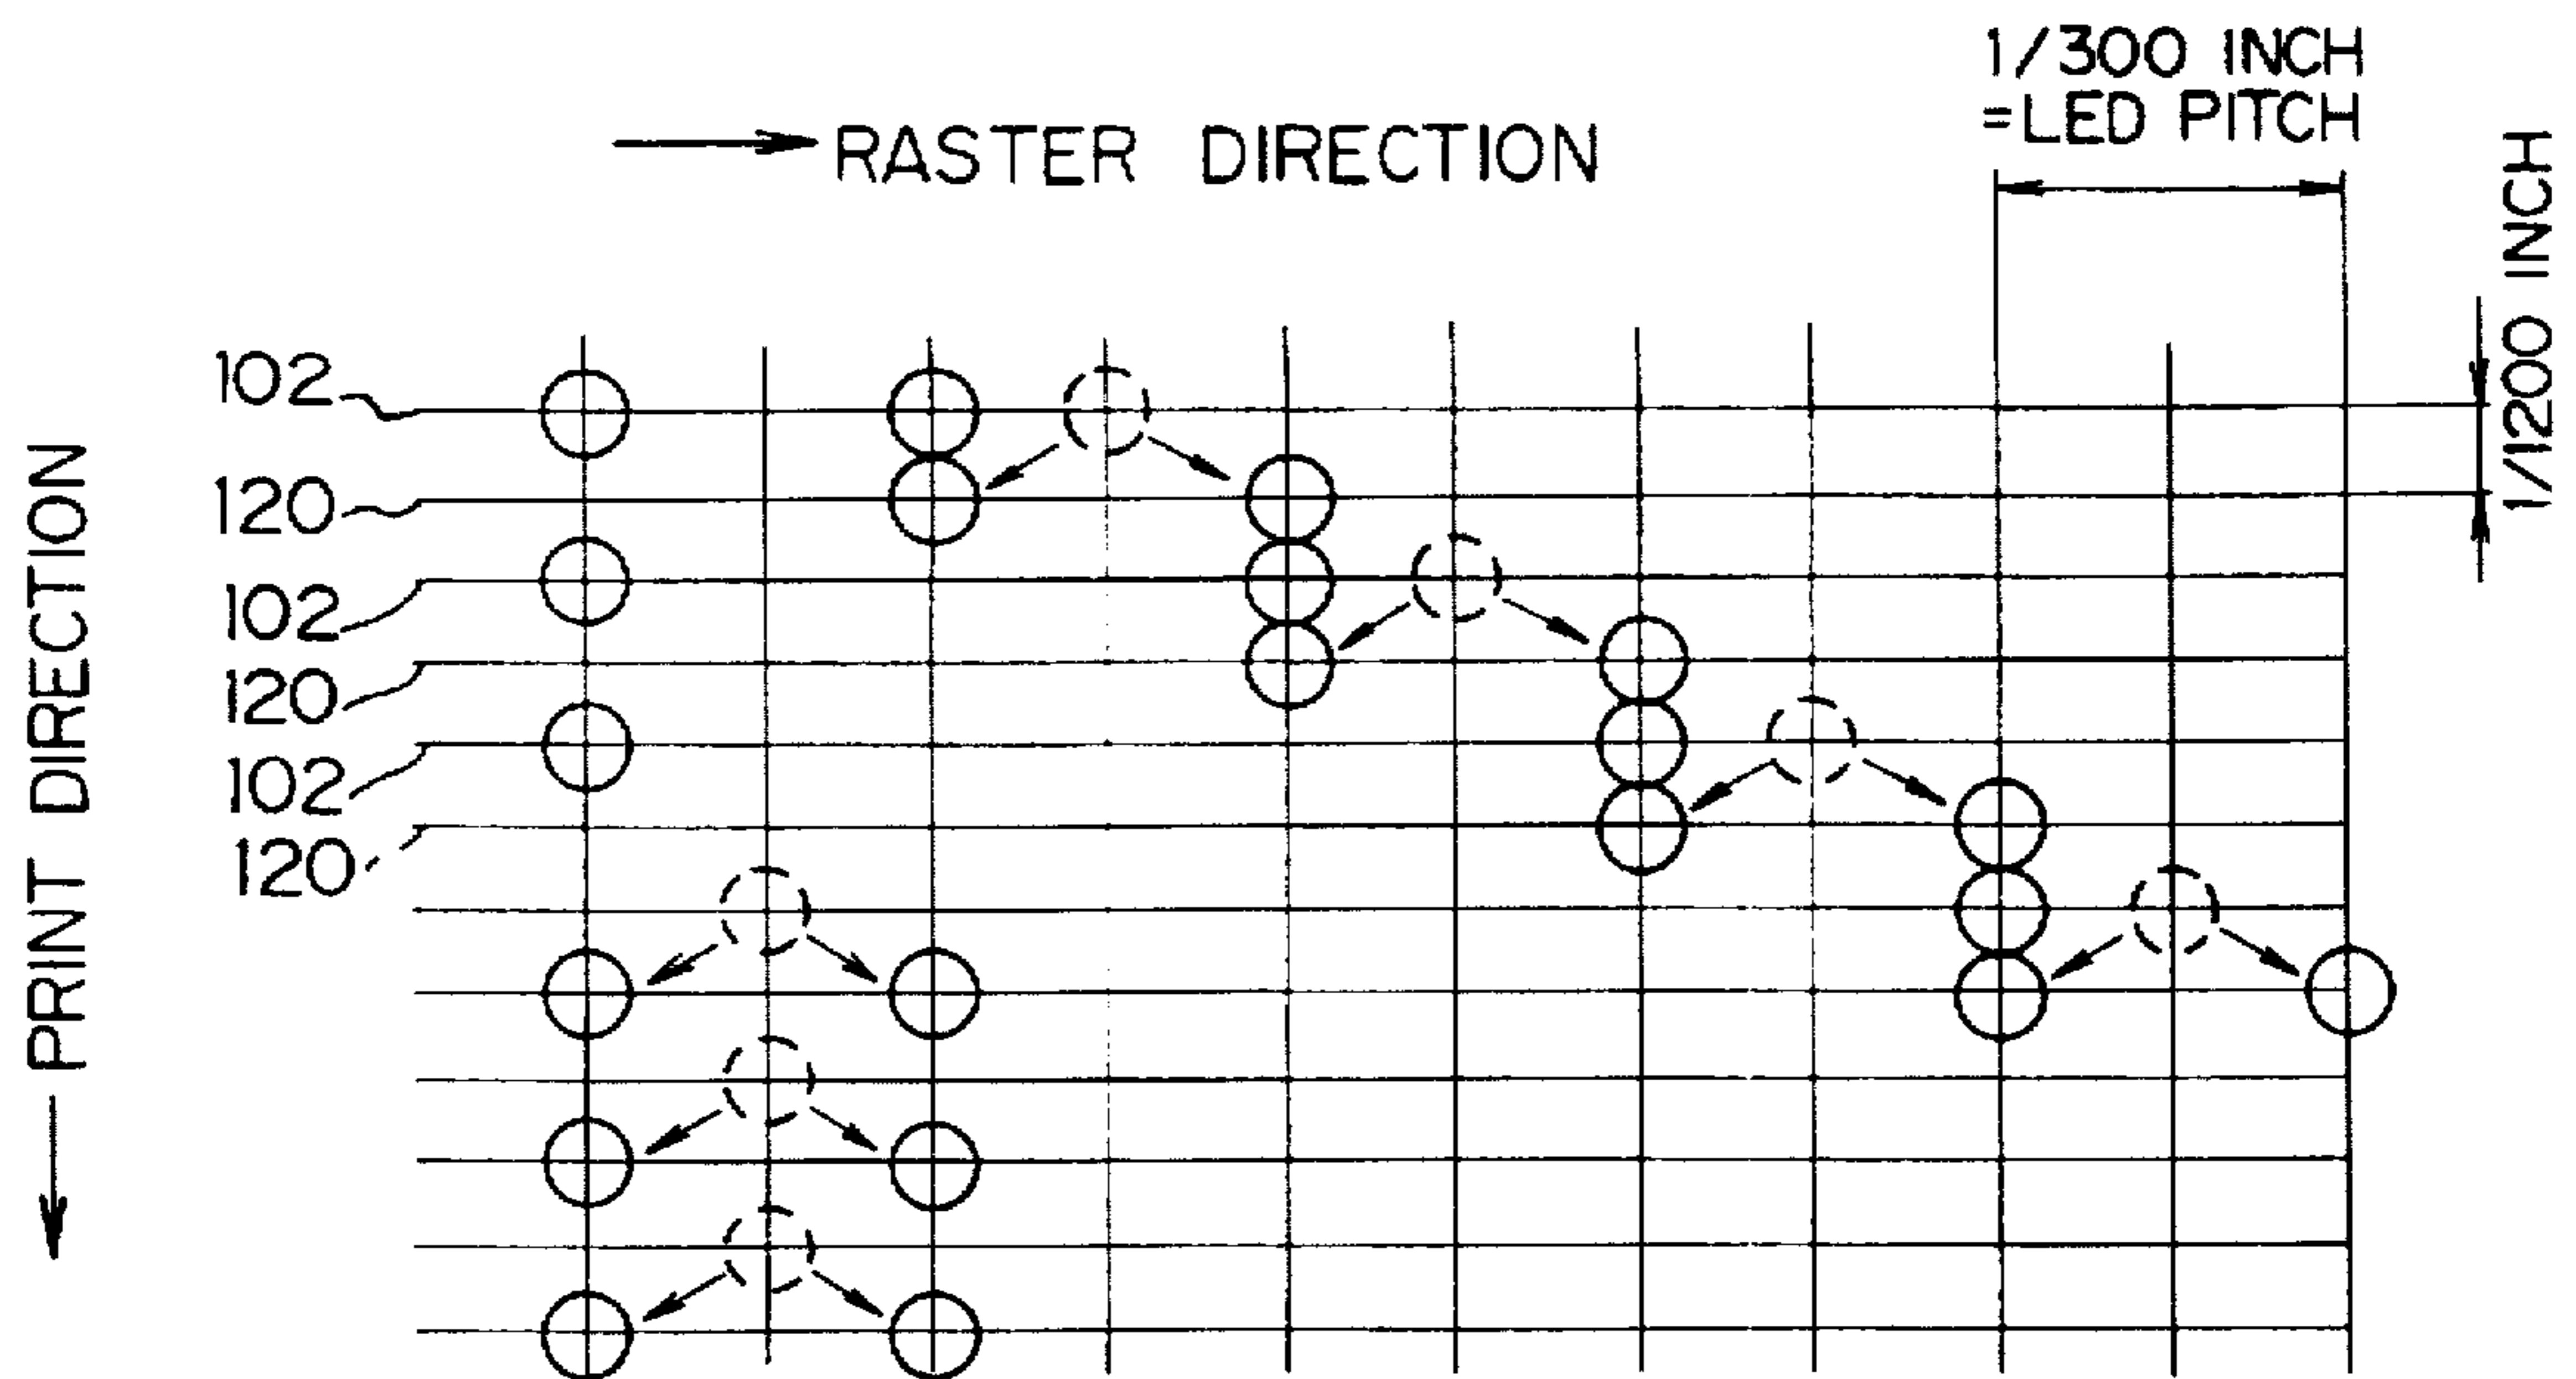 1/300 INCH
=LED PITCH
RASTER DIRECTION
1/1200 INCH
102
120
102
120
102
120
PRINT DIRECTION